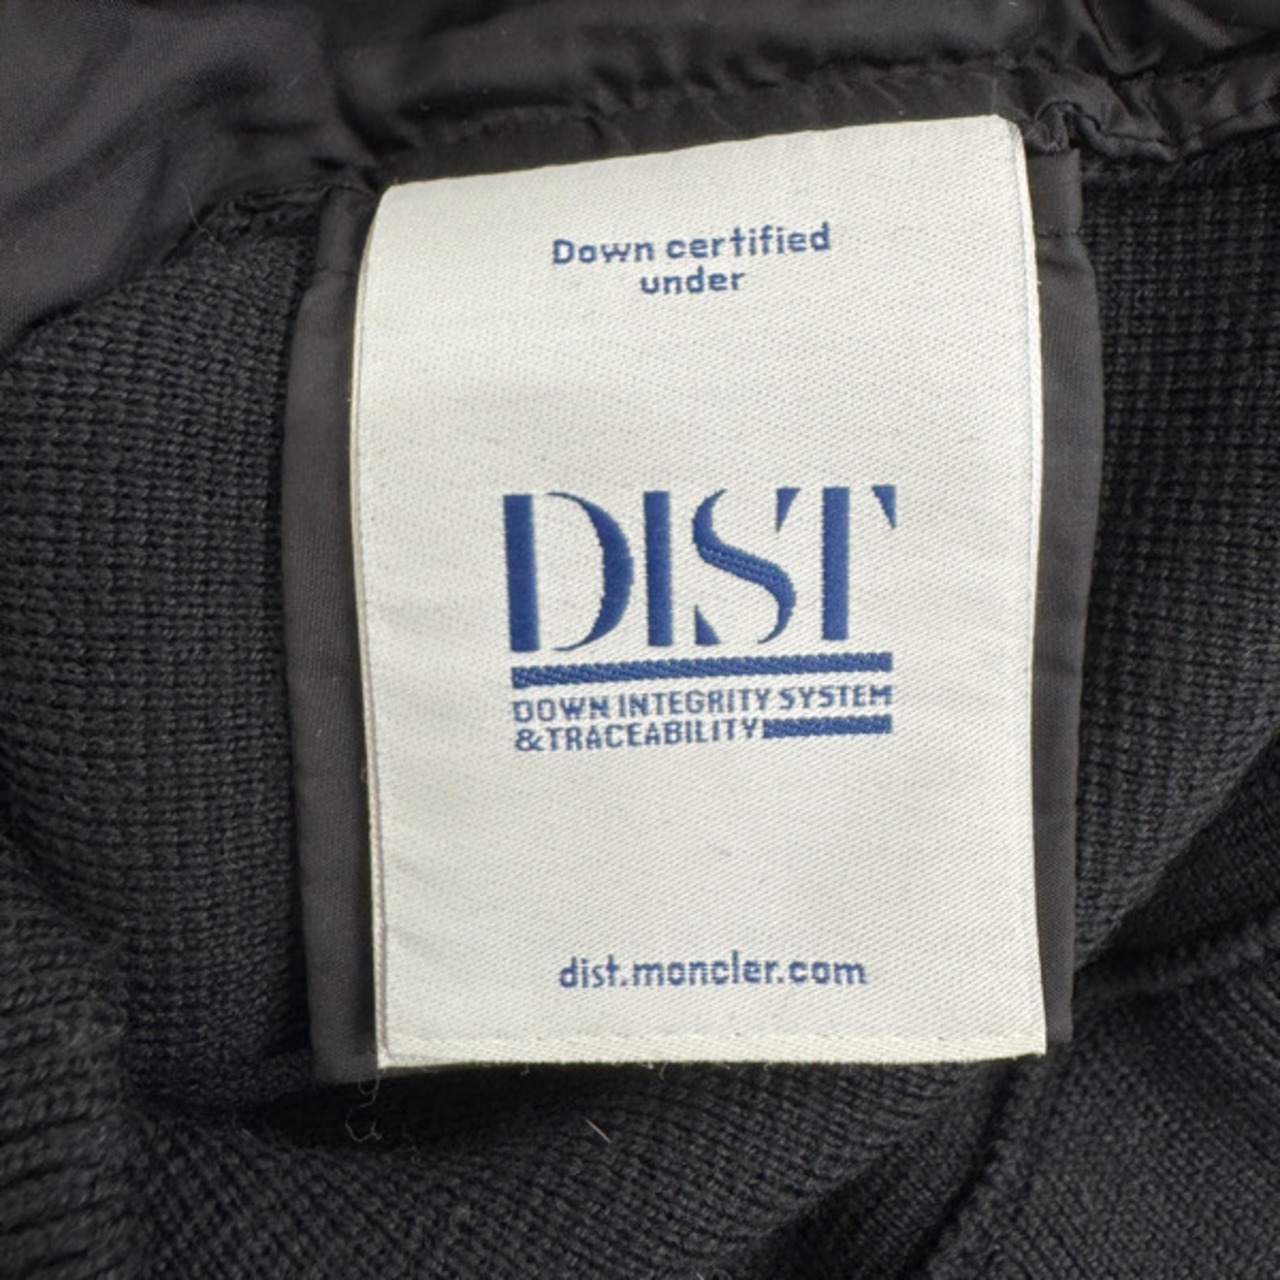 Down certified
under
DIST
DOWN INTEGRITY SYSTEM
&TRACEABILITY
dist.moncler.com